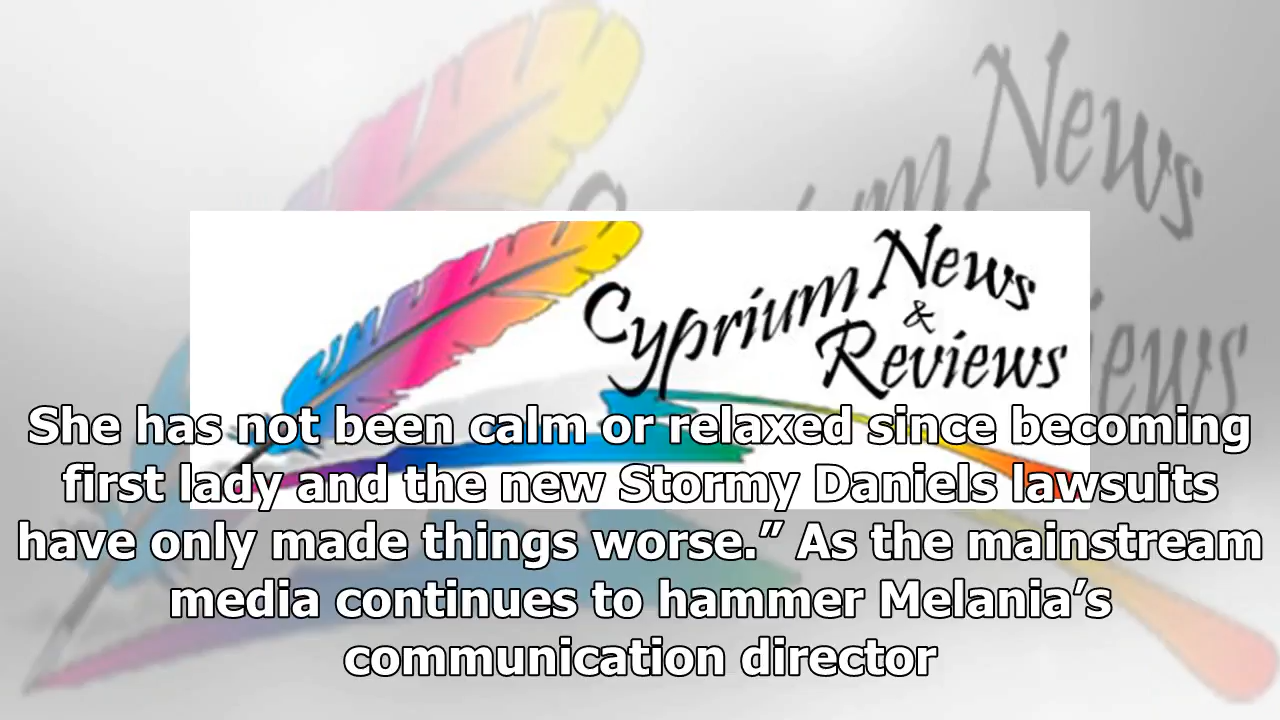 News
Cyprium News
&
Reviews
She has not been calm or relaxed since becoming
first lady and the new Stormy Daniels lawsuits
have only made things worse.” As the mainstream
media continues to hammer Melania’s
communication director